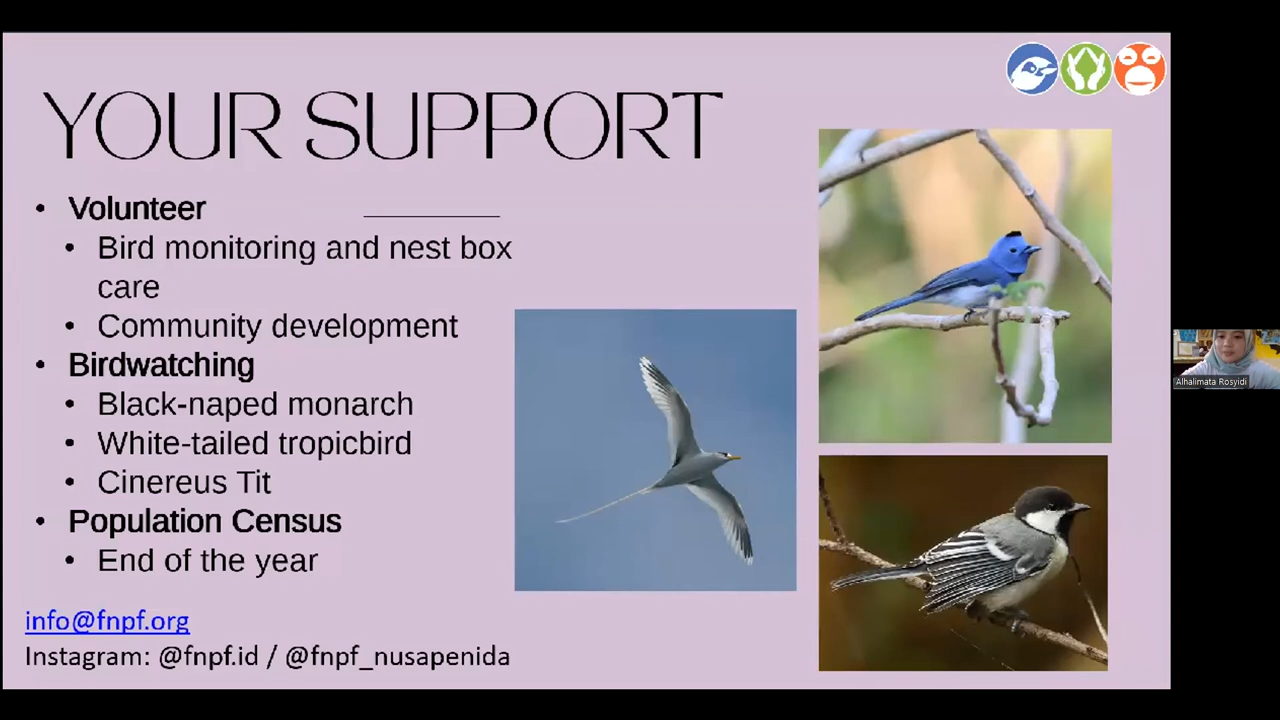 YOUR SUPPORT
• Volunteer
• Bird monitoring and nest box
care
• Community development
• Birdwatching
• Black-naped monarch
• White-tailed tropicbird
• Cinereus Tit
• Population Census
• End of the year
info@fnpf.org
Instagram: @fnpf.id / @fnpf_nusapenida
Alhalimata Rosyidi